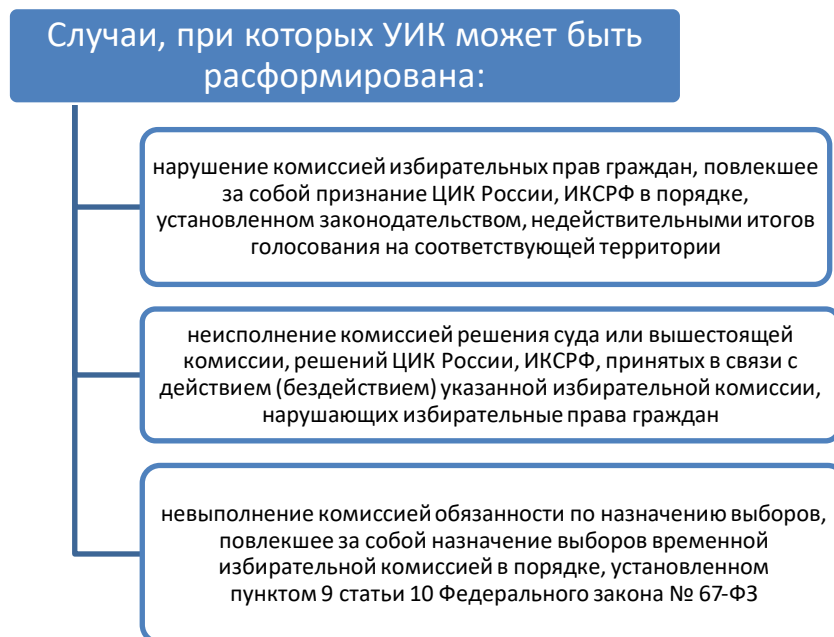 Случаи, при которых УИК может быть
расформирована:
нарушение комиссией избирательных прав граждан, повлекшее
за собой признание ЦИК России, ИКСРФ в порядке,
установленном законодательством, недействительными итогов
голосования на соответствующей территории
неисполнение комиссией решения суда или вышестоящей
комиссии, решений ЦИК России, ИКСРФ, принятых в связи с
действием (бездействием) указанной избирательной комиссии,
нарушающих избирательные права граждан
невыполнение комиссией обязанности по назначению выборов,
повлекшее за собой назначение выборов временной
избирательной комиссией в порядке, установленном
пунктом 9 статьи 10 Федерального закона № 67-ФЗ